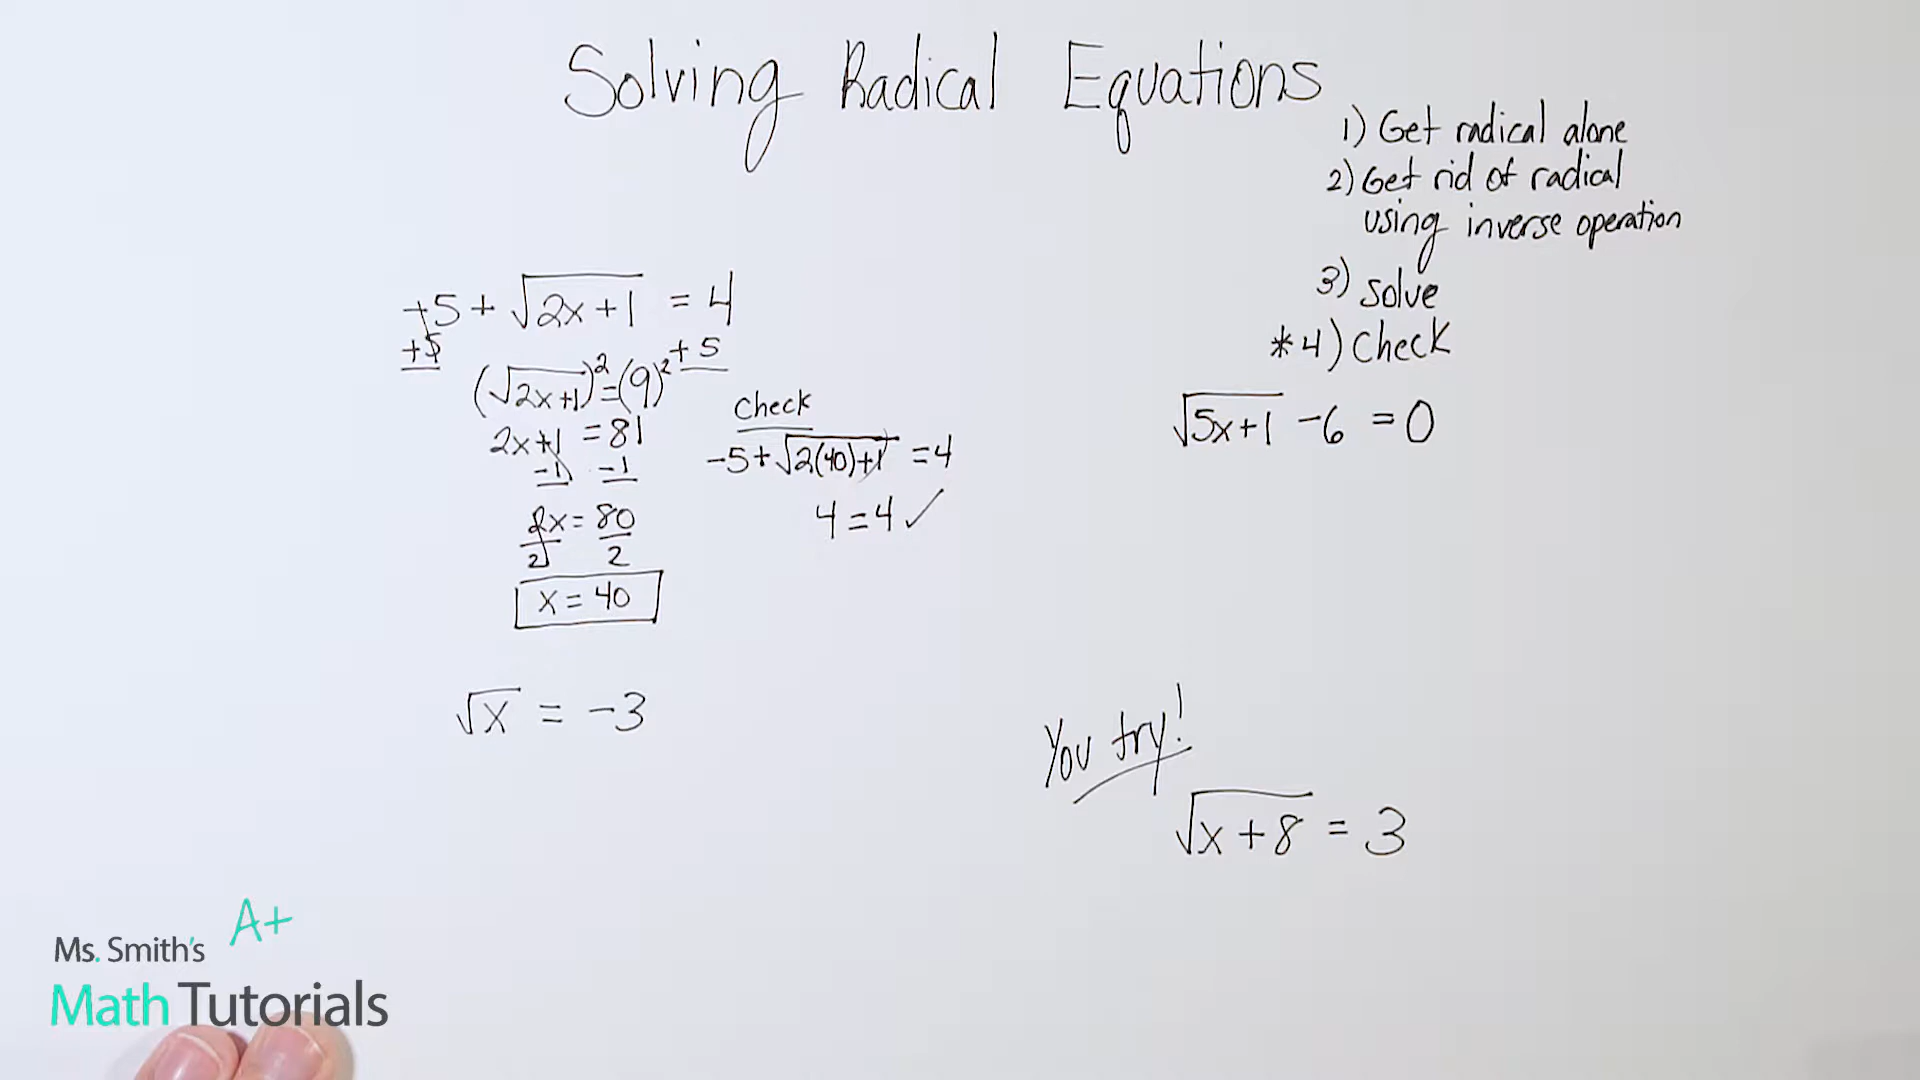 Solving Radical Equations
1) Get radical alone
2) Get rid of radical
using inverse operation
3) Solve
*4) Check
-5 + √2x + 1 = 4
+5 +5
(√2x+1)² = (9)²
2x+1 = 81
-1 -1
2x = 80
2 2
x = 40
Check
-5+√2(40)+1 = 4
4 = 4 ✓
√5x+1 - 6 = 0
√x = -3
You try!
√x + 8 = 3
A+
Ms. Smith's
Math Tutorials